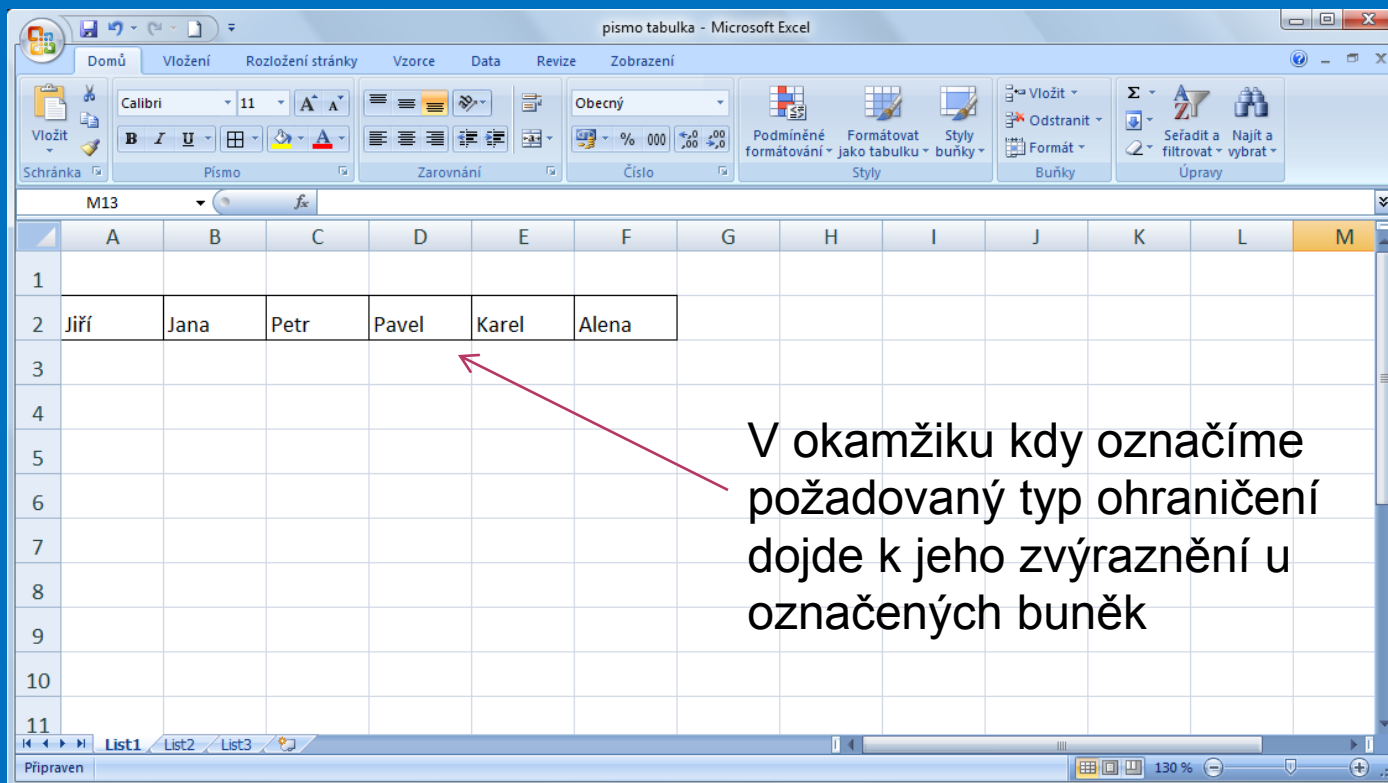 pismo tabulka - Microsoft Excel
Domů Vložení Rozložení stránky Vzorce Data Revize Zobrazení
Vložit
Calibri 11
Obecný
Podmíněné formátování
Formátovat jako tabulku
Styly buňky
Vložit
Odstranit
Formát
Seřadit a filtrovat
Najít a vybrat
Schránka Písmo Zarovnání Číslo Styly Buňky Úpravy
M13 fx
A B C D E F G H I J K L M
1
2 Jiří Jana Petr Pavel Karel Alena
3
4
5
6
7
8
9
10
11
V okamžiku kdy označíme
požadovaný typ ohraničení
dojde k jeho zvýraznění u
označených buněk
List1 List2 List3
Připraven 130 %